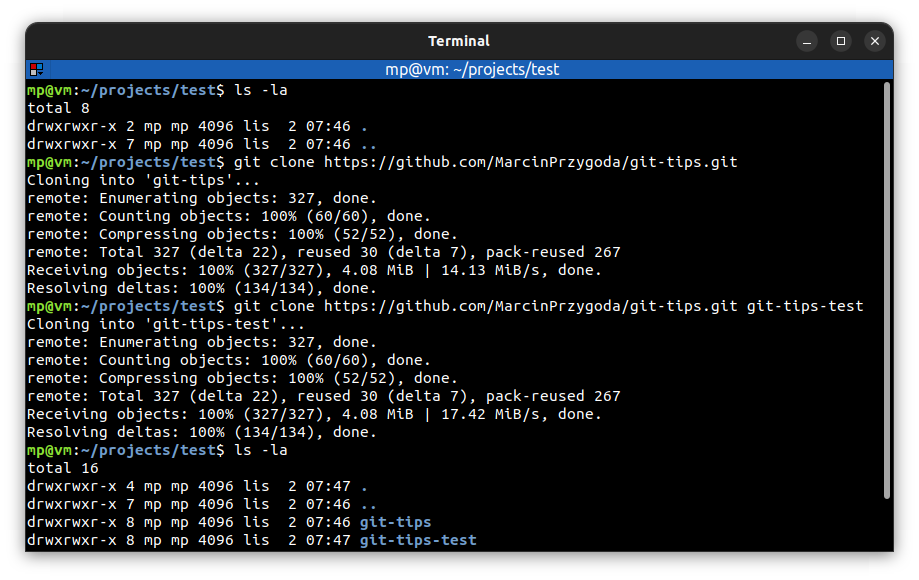 Terminal
mp@vm: ~/projects/test
mp@vm:~/projects/test$ ls -la
total 8
drwxrwxr-x 2 mp mp 4096 lis  2 07:46 .
drwxrwxr-x 7 mp mp 4096 lis  2 07:46 ..
mp@vm:~/projects/test$ git clone https://github.com/MarcinPrzygoda/git-tips.git
Cloning into 'git-tips'...
remote: Enumerating objects: 327, done.
remote: Counting objects: 100% (60/60), done.
remote: Compressing objects: 100% (52/52), done.
remote: Total 327 (delta 22), reused 30 (delta 7), pack-reused 267
Receiving objects: 100% (327/327), 4.08 MiB | 14.13 MiB/s, done.
Resolving deltas: 100% (134/134), done.
mp@vm:~/projects/test$ git clone https://github.com/MarcinPrzygoda/git-tips.git git-tips-test
Cloning into 'git-tips-test'...
remote: Enumerating objects: 327, done.
remote: Counting objects: 100% (60/60), done.
remote: Compressing objects: 100% (52/52), done.
remote: Total 327 (delta 22), reused 30 (delta 7), pack-reused 267
Receiving objects: 100% (327/327), 4.08 MiB | 17.42 MiB/s, done.
Resolving deltas: 100% (134/134), done.
mp@vm:~/projects/test$ ls -la
total 16
drwxrwxr-x 4 mp mp 4096 lis  2 07:47 .
drwxrwxr-x 7 mp mp 4096 lis  2 07:46 ..
drwxrwxr-x 8 mp mp 4096 lis  2 07:46 git-tips
drwxrwxr-x 8 mp mp 4096 lis  2 07:47 git-tips-test